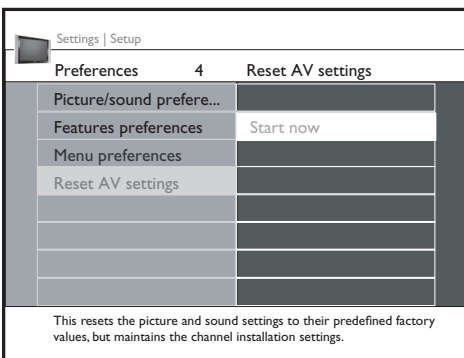 Settings | Setup
Preferences 4 Reset AV settings
Picture/sound prefere...
Features preferences Start now
Menu preferences
Reset AV settings
This resets the picture and sound settings to their predefined factory
values, but maintains the channel installation settings.